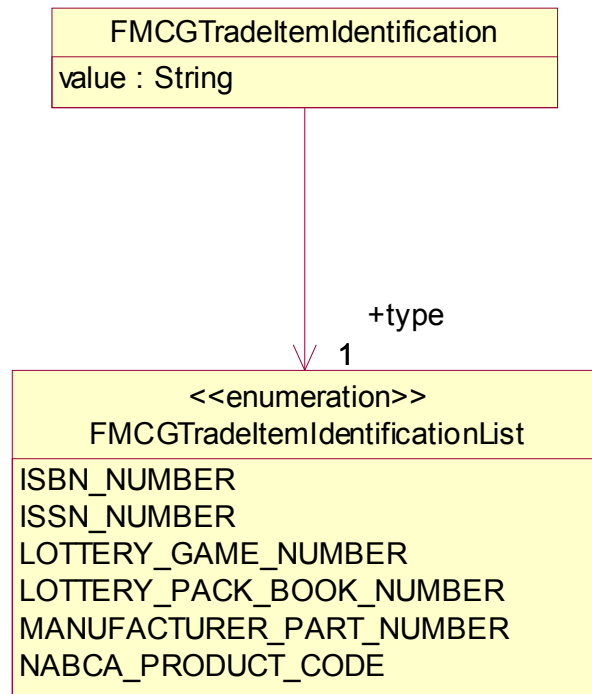 FMCGTradeItemIdentification
value : String
+type
1
<<enumeration>>
FMCGTradeItemIdentificationList
ISBN_NUMBER
ISSN_NUMBER
LOTTERY_GAME_NUMBER
LOTTERY_PACK_BOOK_NUMBER
MANUFACTURER_PART_NUMBER
NABCA_PRODUCT_CODE